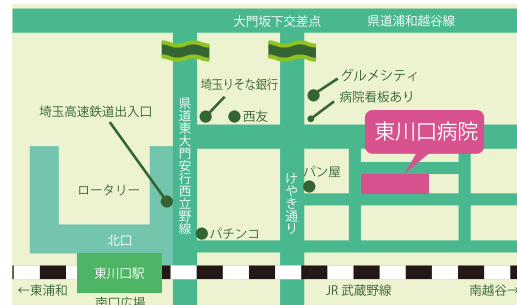 大門坂下交差点
県道浦和越谷線
グルメシティ
埼玉りそな銀行
病院看板あり
西友
埼玉高速鉄道出入口
県道東大門安行西立野線
東川口病院
パン屋
けやき通り
ロータリー
北口
パチンコ
東川口駅
←東浦和
JR 武蔵野線
南越谷→
南口広場